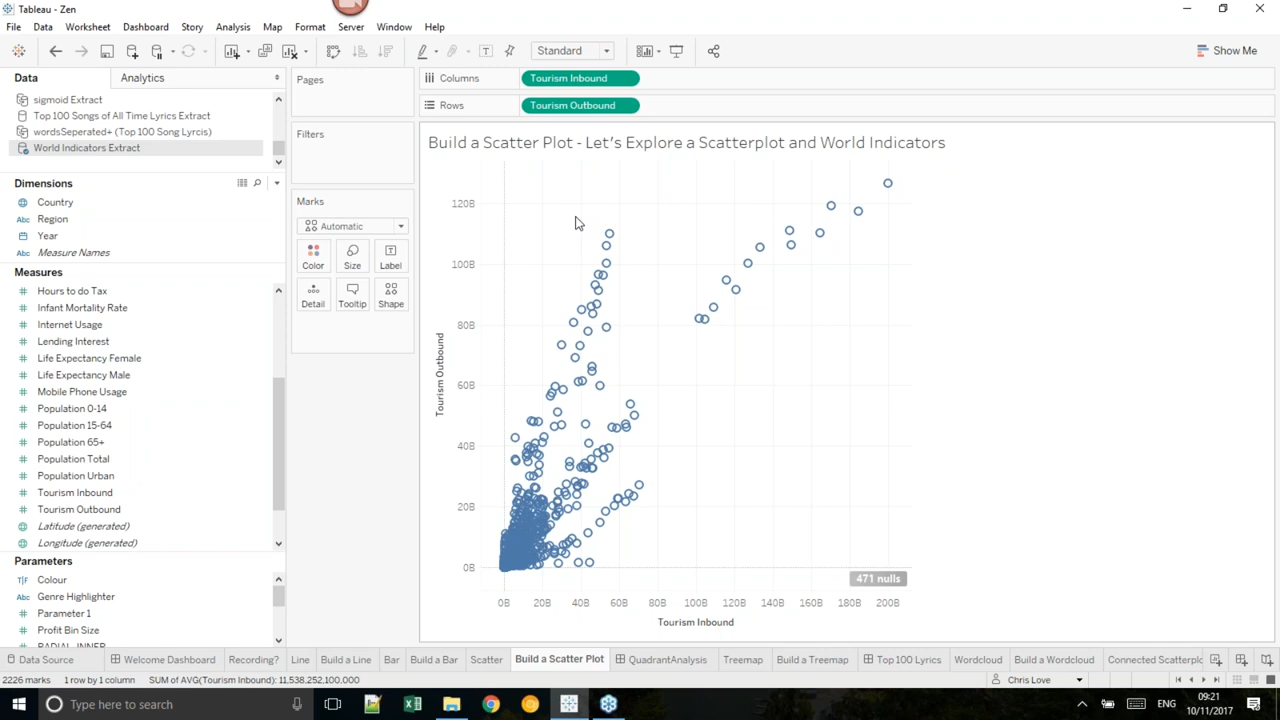 Tableau - Zen
File Data Worksheet Dashboard Story Analysis Map Format Server Window Help
Standard
Show Me
Data Analytics
sigmoid Extract
Top 100 Songs of All Time Lyrics Extract
wordsSeperated+ (Top 100 Song Lyrics)
World Indicators Extract
Dimensions
Country
Abc Region
Year
Abc Measure Names
Measures
Hours to do Tax
Infant Mortality Rate
Internet Usage
Lending Interest
Life Expectancy Female
Life Expectancy Male
Mobile Phone Usage
Population 0-14
Population 15-64
Population 65+
Population Total
Population Urban
Tourism Inbound
Tourism Outbound
Latitude (generated)
Longitude (generated)
Parameters
Colour
Abc Genre Highlighter
Parameter 1
Profit Bin Size
RADIAL_INNER
Pages
Filters
Marks
Automatic
Color Size Label
Detail Tooltip Shape
Columns Tourism Inbound
Rows Tourism Outbound
Build a Scatter Plot - Let's Explore a Scatterplot and World Indicators
120B
100B
80B
60B
40B
20B
0B
Tourism Outbound
471 nulls
0B 20B 40B 60B 80B 100B 120B 140B 160B 180B 200B
Tourism Inbound
Data Source Welcome Dashboard Recording? Line Build a Line Bar Build a Bar Scatter Build a Scatter Plot QuadrantAnalysis Treemap Build a Treemap Top 100 Lyrics Wordcloud Build a Wordcloud Connected Scatterplc
2226 marks 1 row by 1 column SUM of AVG(Tourism Inbound): 11,538,252,100,000 Chris Love
Type here to search
ENG
09:21
10/11/2017